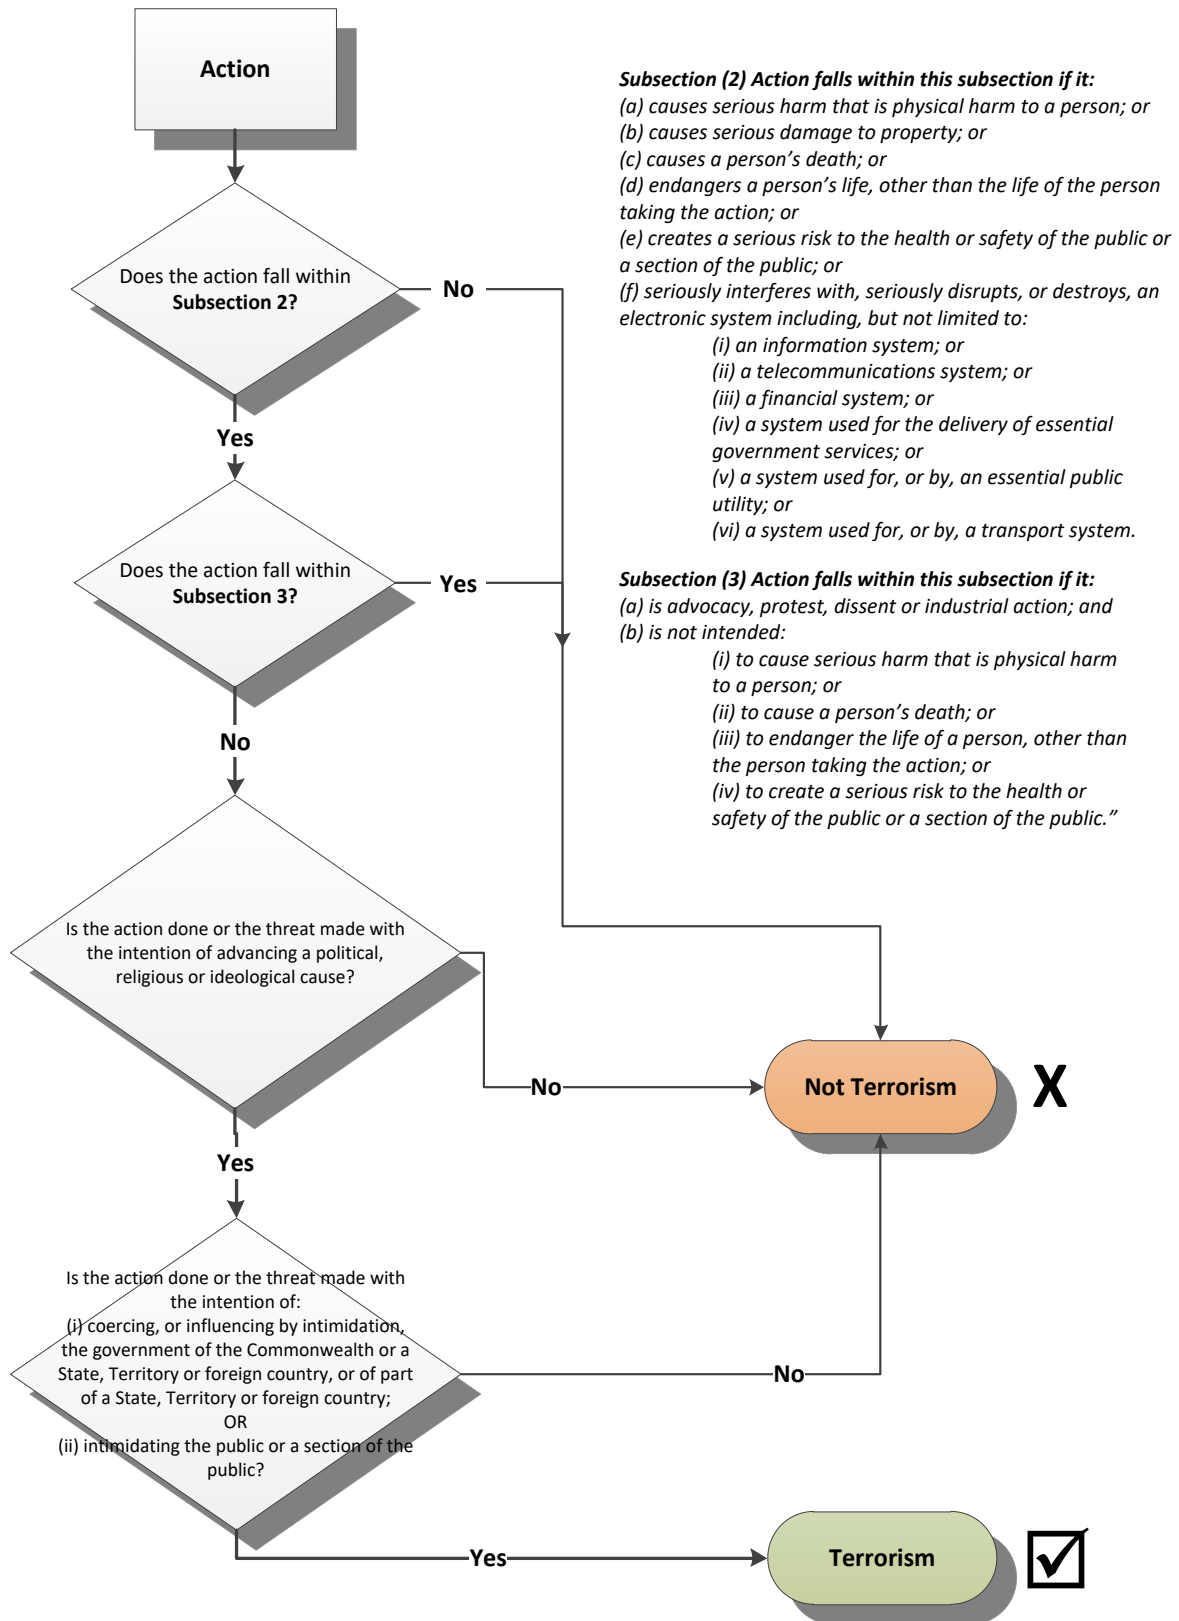 Action
Subsection (2) Action falls within this subsection if it:
(a) causes serious harm that is physical harm to a person; or
(b) causes serious damage to property; or
(c) causes a person’s death; or
(d) endangers a person’s life, other than the life of the person
taking the action; or
(e) creates a serious risk to the health or safety of the public or
a section of the public; or
(f) seriously interferes with, seriously disrupts, or destroys, an
electronic system including, but not limited to:
(i) an information system; or
(ii) a telecommunications system; or
(iii) a financial system; or
(iv) a system used for the delivery of essential
government services; or
(v) a system used for, or by, an essential public
utility; or
(vi) a system used for, or by, a transport system.
Subsection (3) Action falls within this subsection if it:
(a) is advocacy, protest, dissent or industrial action; and
(b) is not intended:
(i) to cause serious harm that is physical harm
to a person; or
(ii) to cause a person’s death; or
(iii) to endanger the life of a person, other than
the person taking the action; or
(iv) to create a serious risk to the health or
safety of the public or a section of the public.”
Does the action fall within
Subsection 2?
No
Yes
Does the action fall within
Subsection 3?
Yes
No
Is the action done or the threat made with
the intention of advancing a political,
religious or ideological cause?
No
Not Terrorism
X
Yes
Is the action done or the threat made with
the intention of:
(i) coercing, or influencing by intimidation,
the government of the Commonwealth or a
State, Territory or foreign country, or of part
of a State, Territory or foreign country;
OR
(ii) intimidating the public or a section of the
public?
No
Yes
Terrorism